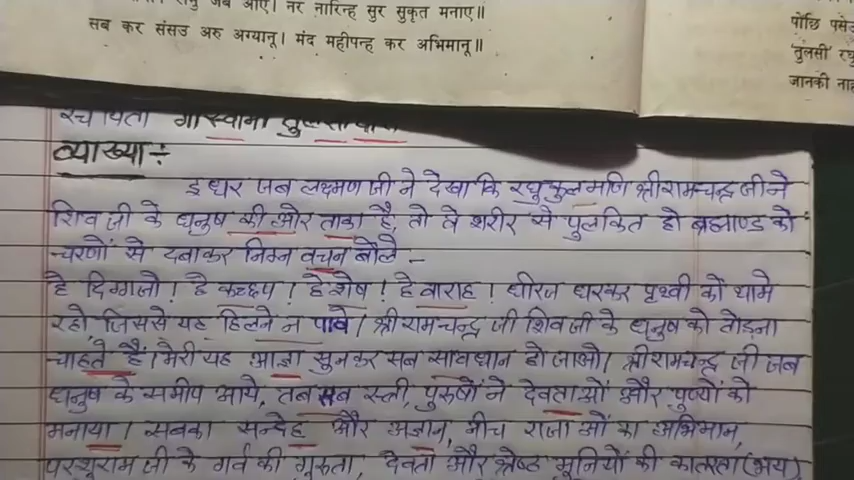 जब आए। नर नारिन्ह सुर सुकृत मनाए॥
सब कर संसउ अरु अग्यानू। मंद महीपन्ह कर अभिमानू॥
पोंछि पसेउ
तुलसी रघु
जानकी नाह
रचयिता गोस्वामी तुलसीदास
व्याख्या :-
इधर जब लक्ष्मण जी ने देखा कि रघुकुलमणि श्रीरामचन्द्र जी ने
शिव जी के धनुष की ओर ताका है, तो वे शरीर से पुलकित हो ब्रह्माण्ड को
चरणों से दबाकर निम्न वचन बोले –
हे दिग्गजो! हे कच्छप! हे शेष! हे वाराह! धीरज धरकर पृथ्वी को थामे
रहो, जिससे यह हिलने न पावे। श्रीरामचन्द्र जी शिव जी के धनुष को तोड़ना
चाहते हैं। मेरी यह आज्ञा सुनकर सब सावधान हो जाओ। श्रीरामचन्द्र जी जब
धनुष के समीप आये, तब सब स्त्री, पुरुषों ने देवताओं और पुण्यों को
मनाया। सबका सन्देह और अज्ञान, नीच राजाओं का अभिमान,
परशुराम जी के गर्व की गुरुता, देवता और श्रेष्ठ मुनियों की कातरता (भय)